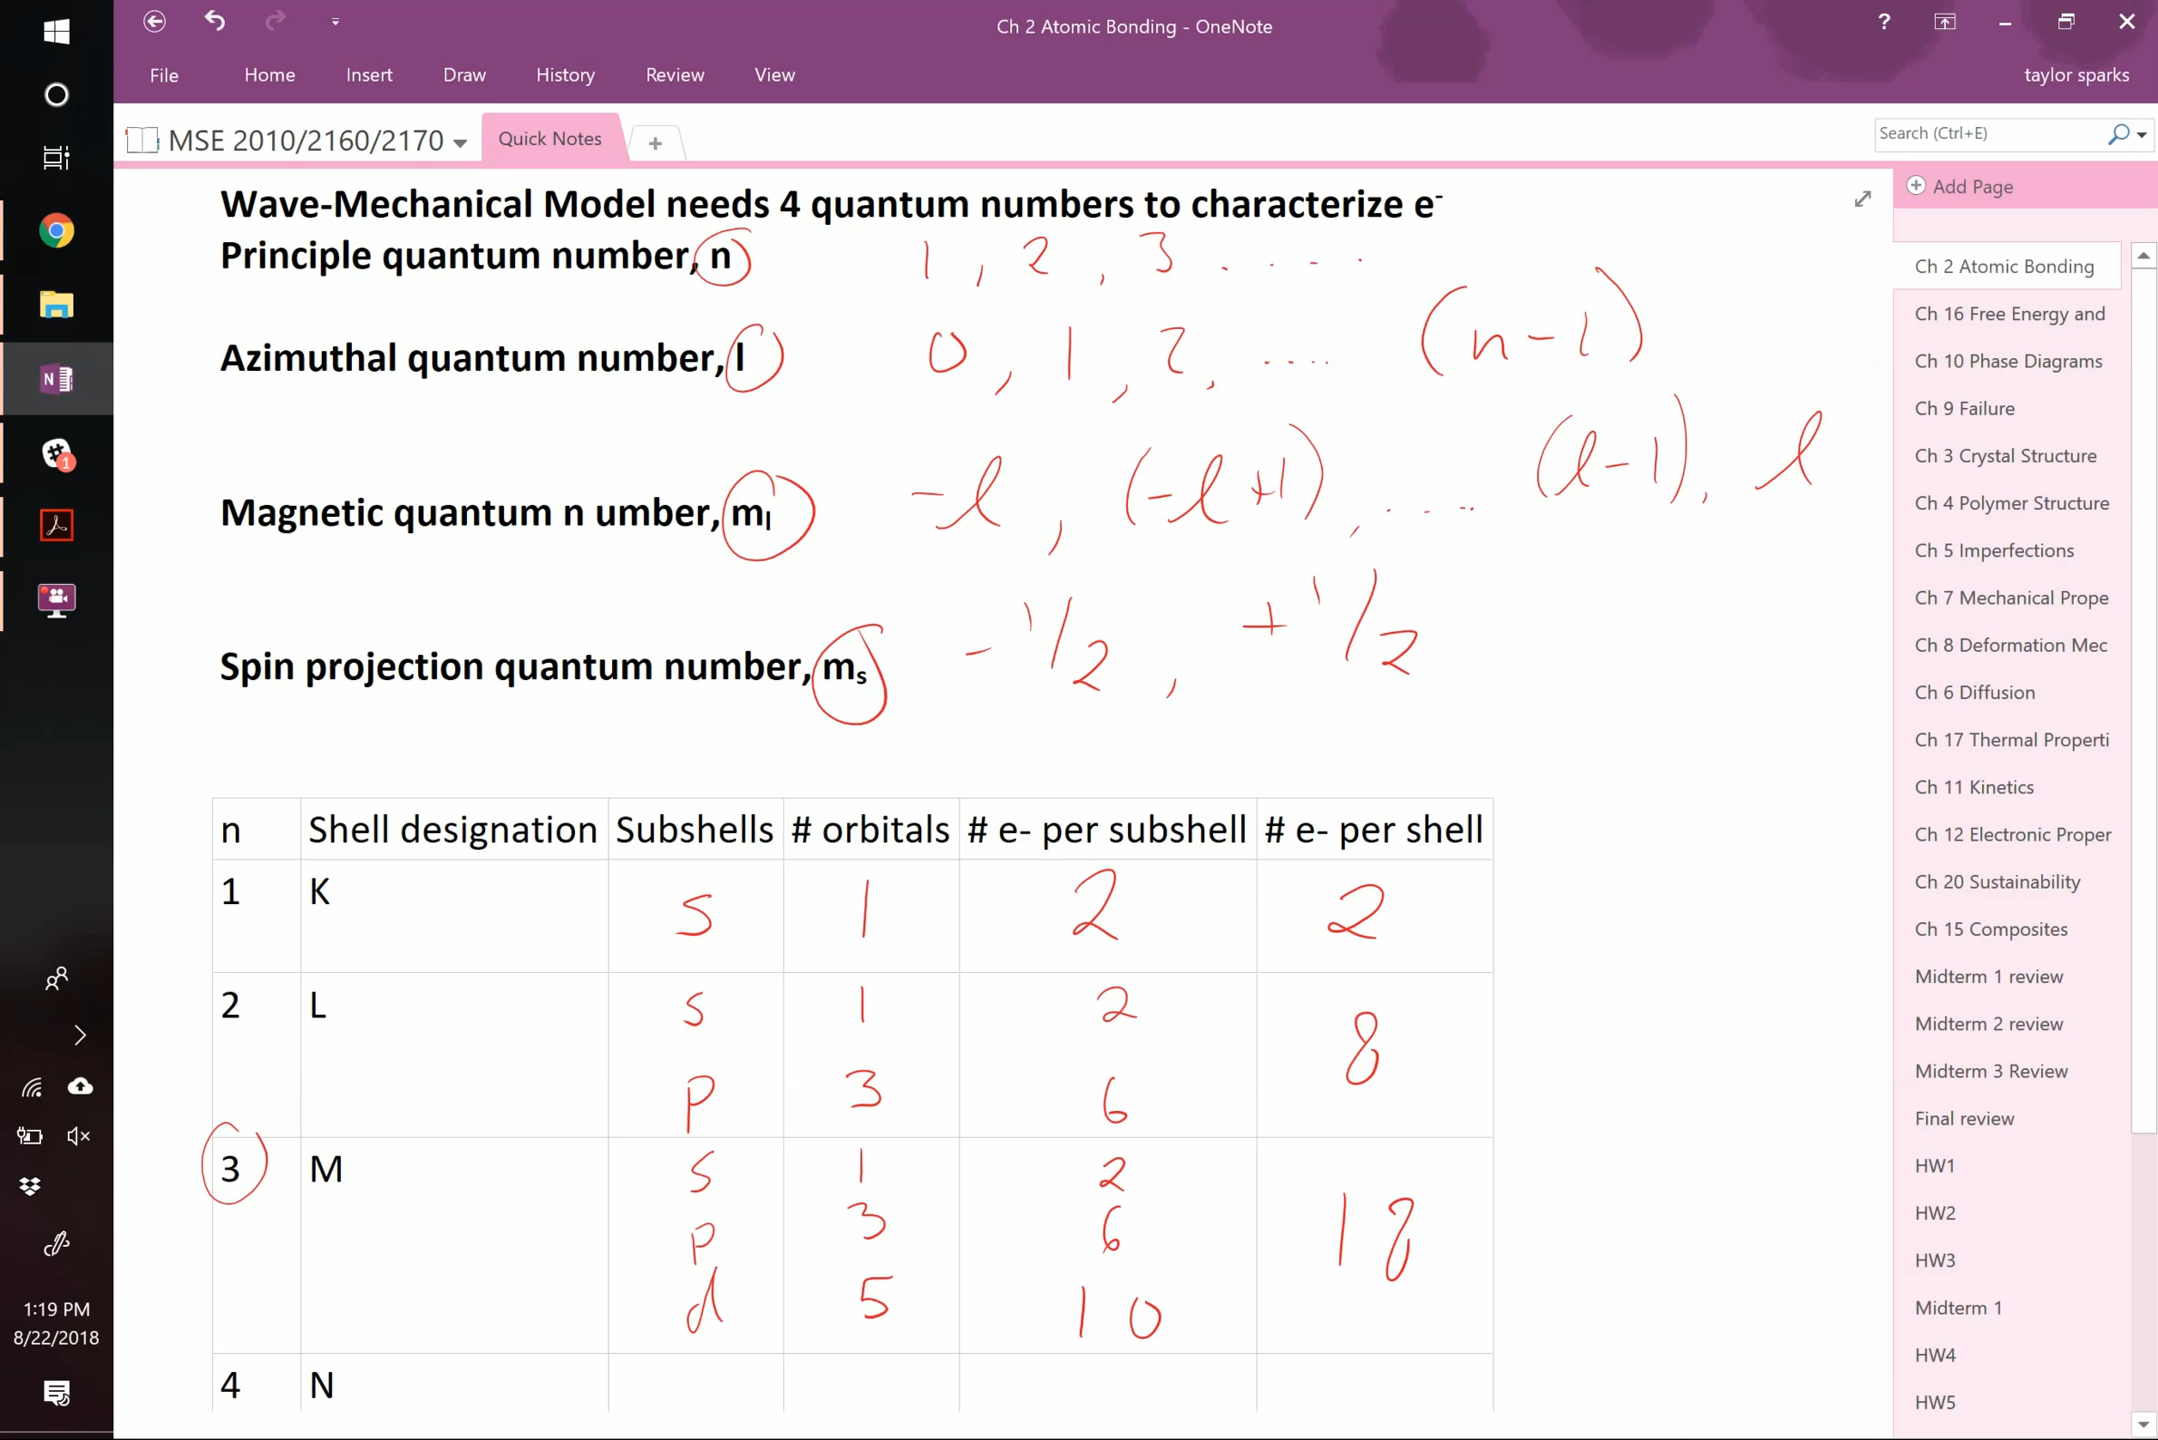 Ch 2 Atomic Bonding - OneNote
File Home Insert Draw History Review View
taylor sparks
MSE 2010/2160/2170
Quick Notes
+
Search (Ctrl+E)
Wave-Mechanical Model needs 4 quantum numbers to characterize e-
Principle quantum number, n 1, 2, 3 . . . .
Azimuthal quantum number, l 0, 1, 2, .... (n-1)
Magnetic quantum n umber, ml -l, (-l+1), ..... (l-1), l
Spin projection quantum number, ms -1/2, +1/2
n Shell designation Subshells # orbitals # e- per subshell # e- per shell
1 K s 1 2 2
2 L s 1 2 8
p 3 6
3 M s 1 2 18
p 3 6
d 5 10
4 N
Add Page
Ch 2 Atomic Bonding
Ch 16 Free Energy and
Ch 10 Phase Diagrams
Ch 9 Failure
Ch 3 Crystal Structure
Ch 4 Polymer Structure
Ch 5 Imperfections
Ch 7 Mechanical Prope
Ch 8 Deformation Mec
Ch 6 Diffusion
Ch 17 Thermal Properti
Ch 11 Kinetics
Ch 12 Electronic Proper
Ch 20 Sustainability
Ch 15 Composites
Midterm 1 review
Midterm 2 review
Midterm 3 Review
Final review
HW1
HW2
HW3
Midterm 1
HW4
HW5
N
1
1:19 PM
8/22/2018